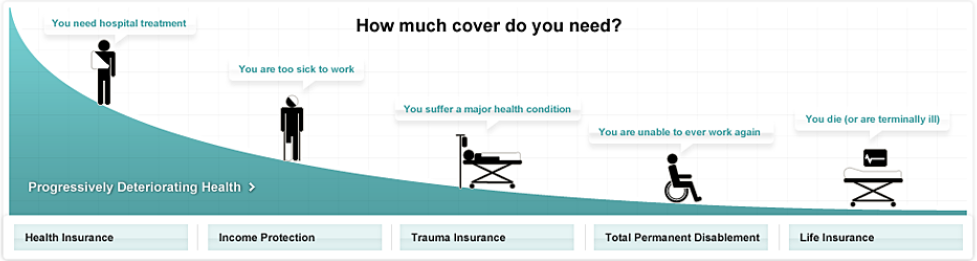 How much cover do you need?
You need hospital treatment
You are too sick to work
You suffer a major health condition
You are unable to ever work again
You die (or are terminally ill)
Progressively Deteriorating Health >
Health Insurance
Income Protection
Trauma Insurance
Total Permanent Disablement
Life Insurance